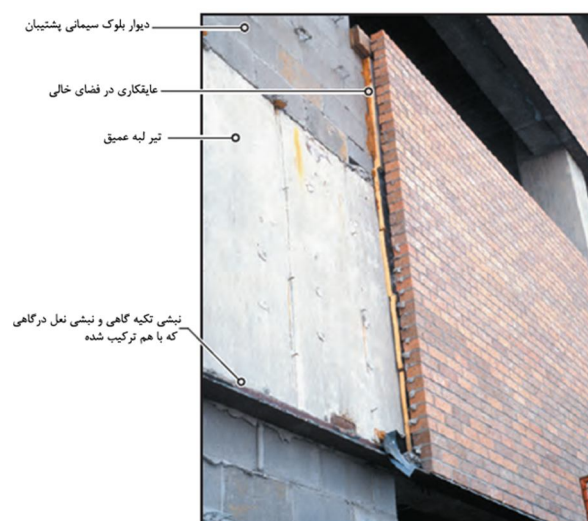 دیوار بلوک سیمانی پشتیبان
عایقکاری در فضای خالی
تیر لبه عمیق
نبشی تکیه گاهی و نبشی نعل درگاهی
که با هم ترکیب شده